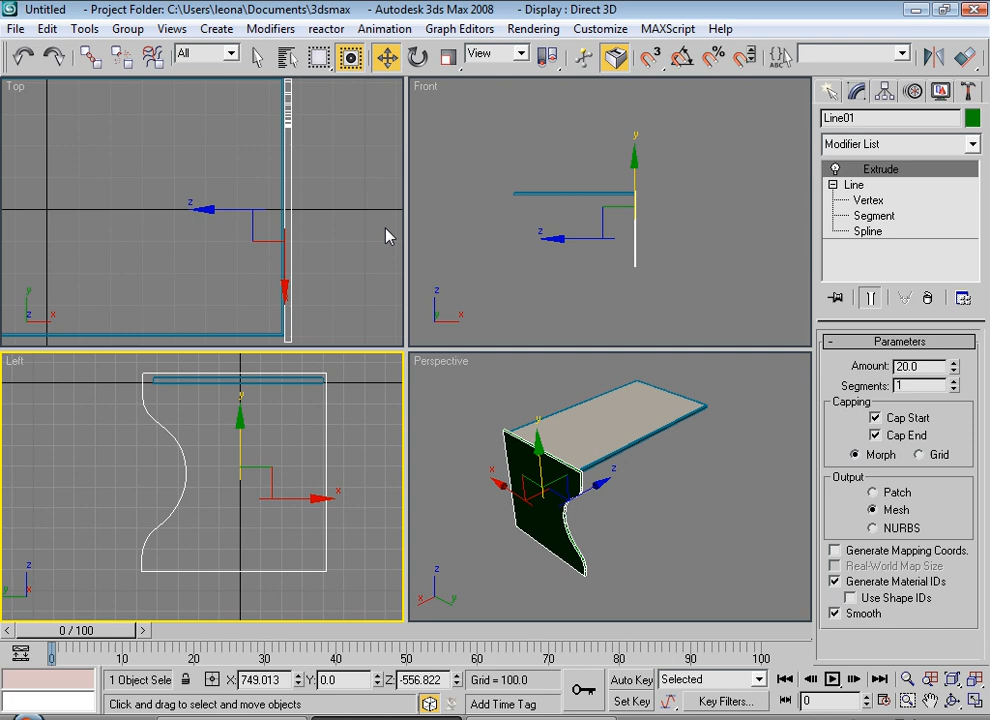 Untitled - Project Folder: C:\Users\leona\Documents\3dsmax - Autodesk 3ds Max 2008 - Display : Direct 3D
File Edit Tools Group Views Create Modifiers reactor Animation Graph Editors Rendering Customize MAXScript Help
All View 3 % ABC
Top
y
z
z x
Front
y
z
z
y x
Left
y
x
z
y x
Perspective
y
x z
z
x y
Line01
Modifier List
Extrude
Line
Vertex
Segment
Spline
- Parameters
Amount: 20.0
Segments: 1
Capping
Cap Start
Cap End
Morph Grid
Output
Patch
Mesh
NURBS
Generate Mapping Coords.
Real-World Map Size
Generate Material IDs
Use Shape IDs
Smooth
< 0 / 100 >
0 10 20 30 40 50 60 70 80 90 100
1 Object Sele X: 749.013 Y: 0.0 Z: -556.822 Grid = 100.0 Auto Key Selected
Click and drag to select and move objects Add Time Tag Set Key Key Filters... 0